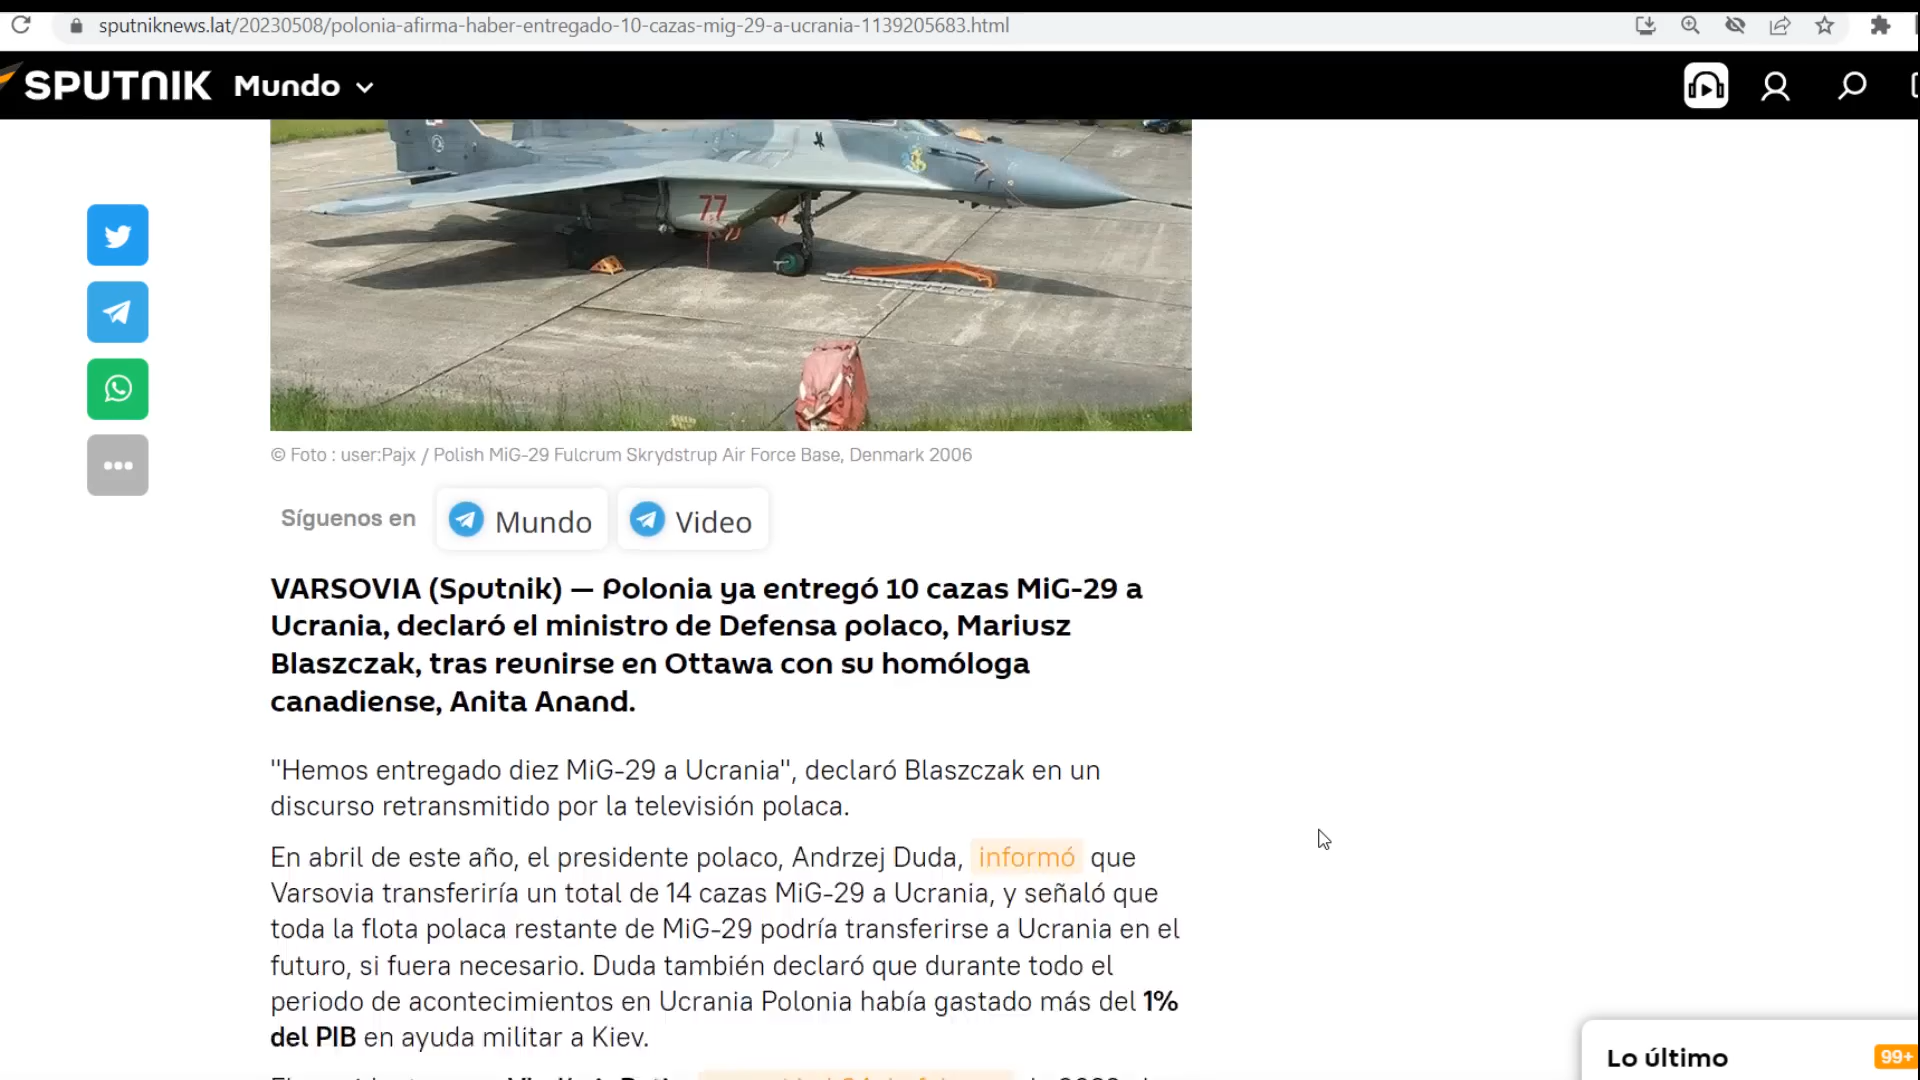 sputniknews.lat/20230508/polonia-afirma-haber-entregado-10-cazas-mig-29-a-ucrania-1139205683.html
SPUTNIK Mundo
77
© Foto : user:Pajx / Polish MiG-29 Fulcrum Skrydstrup Air Force Base, Denmark 2006
Síguenos en Mundo Video
VARSOVIA (Sputnik) — Polonia ya entregó 10 cazas MiG-29 a
Ucrania, declaró el ministro de Defensa polaco, Mariusz
Blaszczak, tras reunirse en Ottawa con su homóloga
canadiense, Anita Anand.
"Hemos entregado diez MiG-29 a Ucrania", declaró Blaszczak en un
discurso retransmitido por la televisión polaca.
En abril de este año, el presidente polaco, Andrzej Duda, informó que
Varsovia transferiría un total de 14 cazas MiG-29 a Ucrania, y señaló que
toda la flota polaca restante de MiG-29 podría transferirse a Ucrania en el
futuro, si fuera necesario. Duda también declaró que durante todo el
periodo de acontecimientos en Ucrania Polonia había gastado más del 1%
del PIB en ayuda militar a Kiev.
Lo último 99+